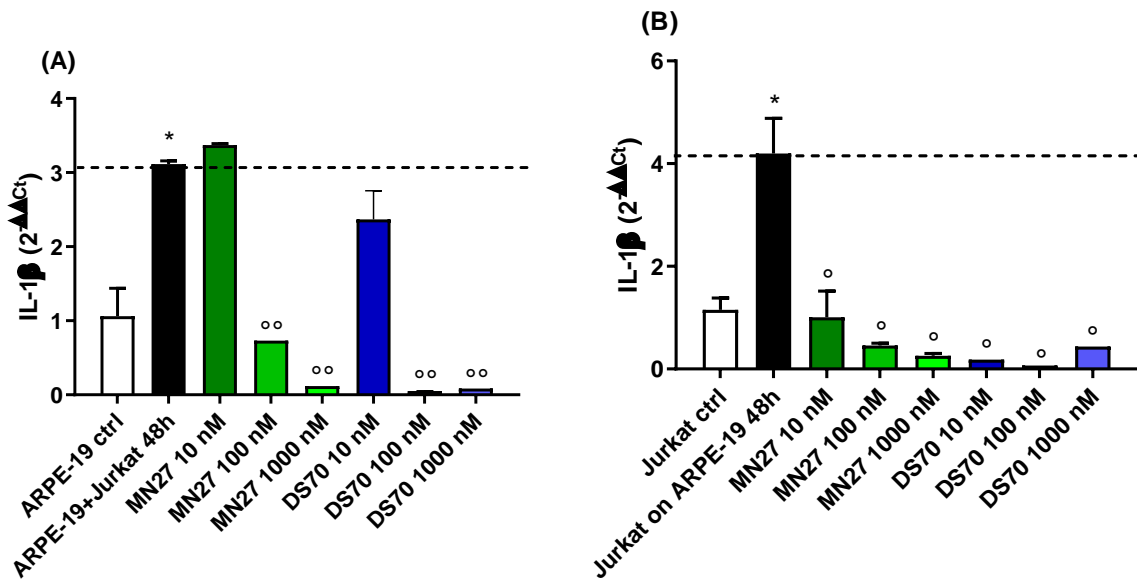 (A)
IL-1β (2^-ΔΔCt)
4
3
2
1
0
*
°°
°°
°°
°°
ARPE-19 ctrl
ARPE-19+Jurkat 48h
MN27 10 nM
MN27 100 nM
MN27 1000 nM
DS70 10 nM
DS70 100 nM
DS70 1000 nM
(B)
IL-1β (2^-ΔΔCt)
6
4
2
0
*
°
°
°
°
°
°
Jurkat ctrl
Jurkat on ARPE-19 48h
MN27 10 nM
MN27 100 nM
MN27 1000 nM
DS70 10 nM
DS70 100 nM
DS70 1000 nM